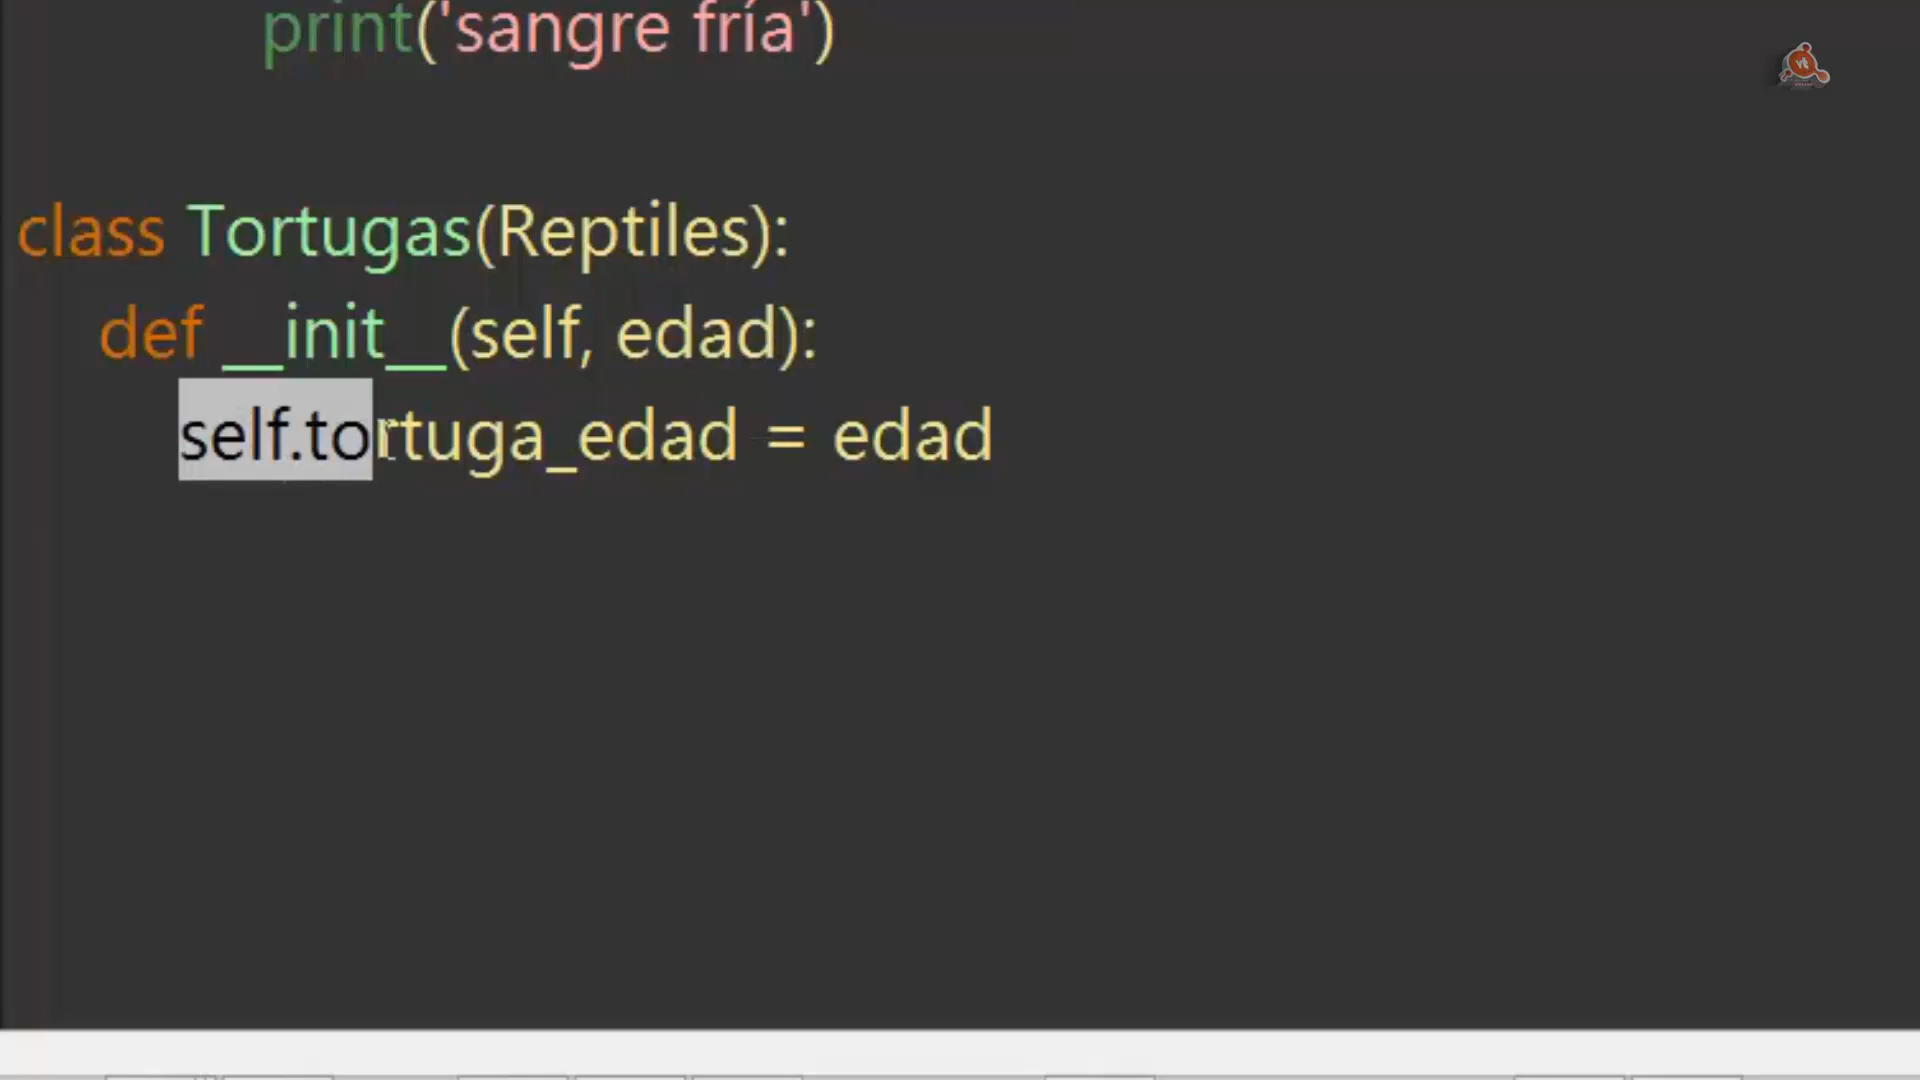 print('sangre fría')
class Tortugas(Reptiles):
def __init__(self, edad):
self.tortuga_edad = edad